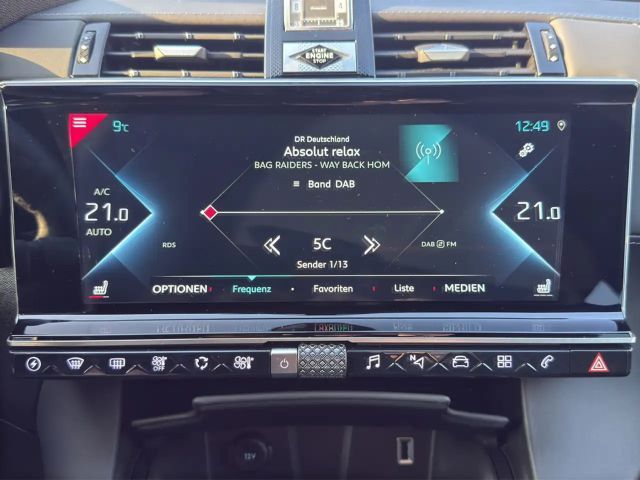 START
ENGINE
STOP
9°C
12:49
DR Deutschland
Absolut relax
BAG RAIDERS - WAY BACK HOM
Band DAB
A/C
21.0
AUTO
21.0
RDS
5C
DAB FM
Sender 1/13
OPTIONEN Frequenz Favoriten Liste MEDIEN
OFF
N
12V